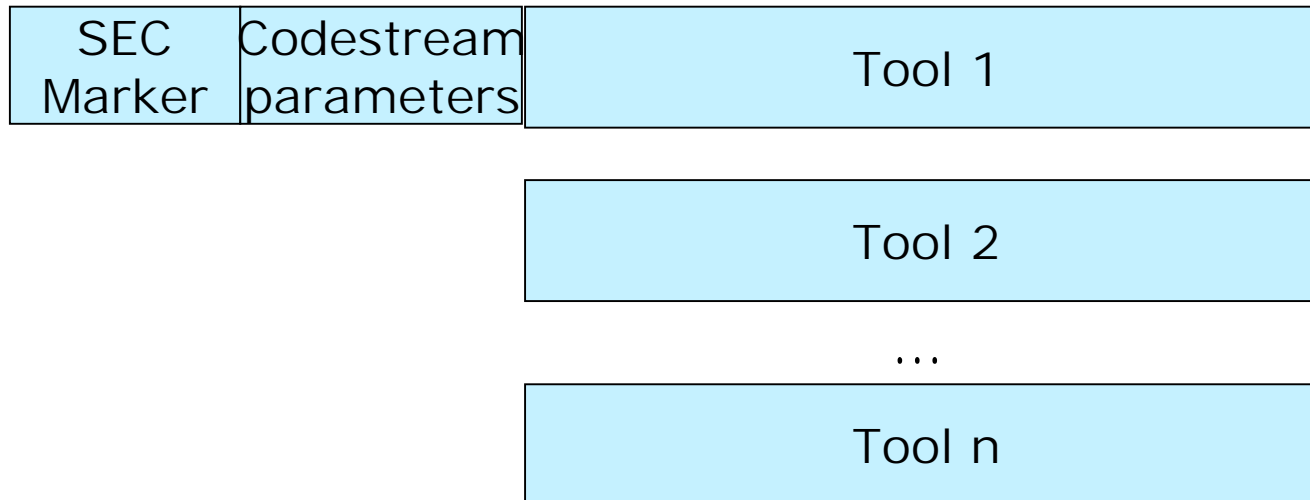 SEC
Marker
Codestream
parameters
Tool 1
Tool 2
...
Tool n